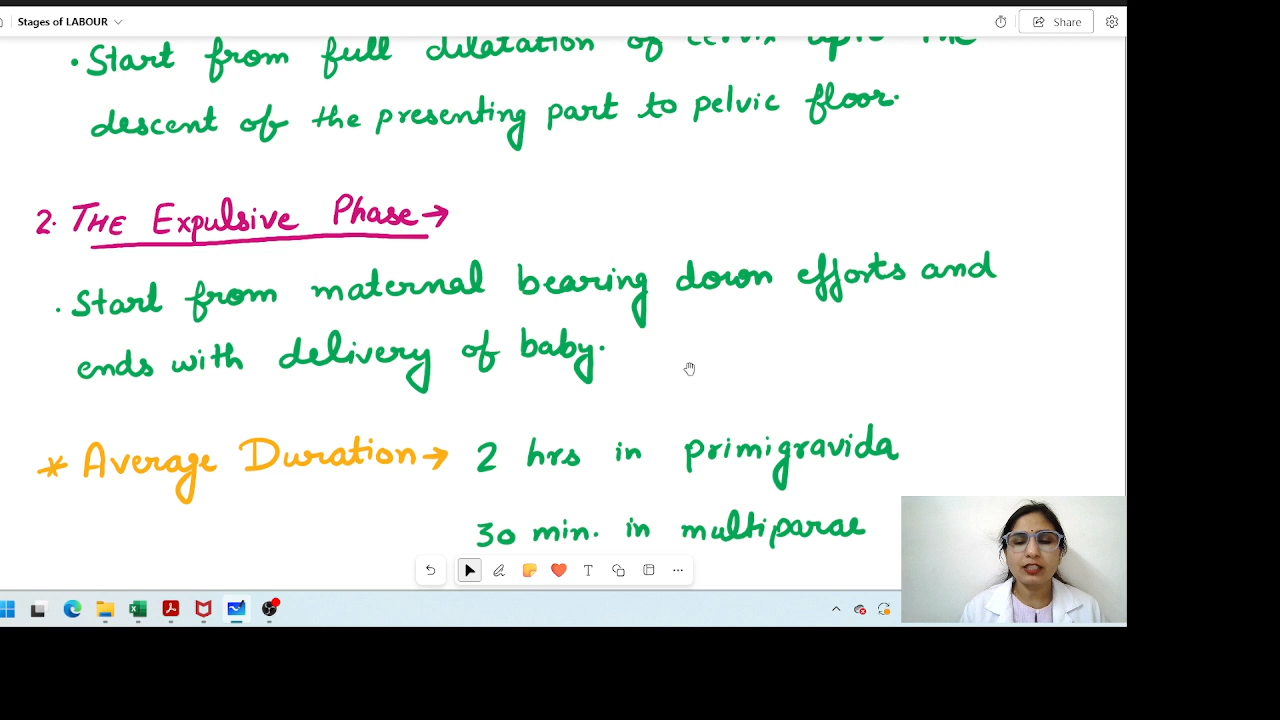 Stages of LABOUR
Share
• Start from full dilatation of cervix upto the
descent of the presenting part to pelvic floor.
2. THE Expulsive Phase →
• Start from maternal bearing down efforts and
ends with delivery of baby.
* Average Duration → 2 hrs in primigravida
30 min. in multiparae
T